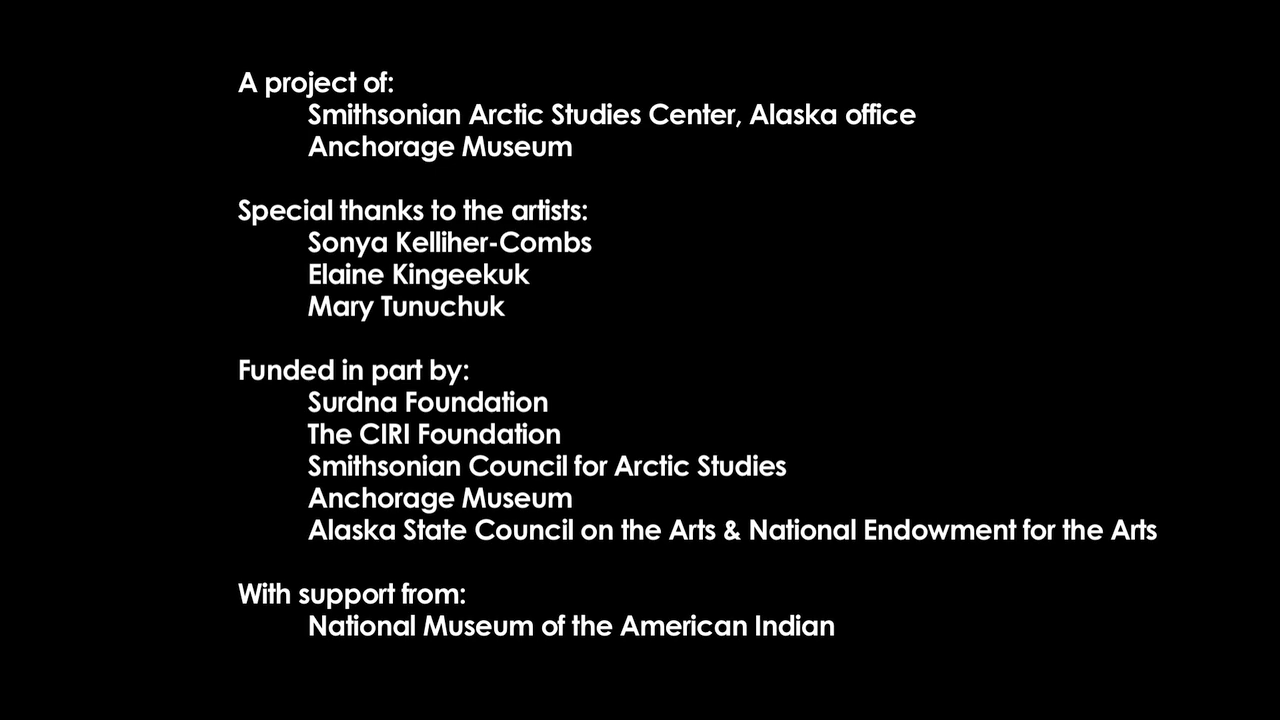 A project of:
Smithsonian Arctic Studies Center, Alaska office
Anchorage Museum
Special thanks to the artists:
Sonya Kelliher-Combs
Elaine Kingeekuk
Mary Tunuchuk
Funded in part by:
Surdna Foundation
The CIRI Foundation
Smithsonian Council for Arctic Studies
Anchorage Museum
Alaska State Council on the Arts & National Endowment for the Arts
With support from:
National Museum of the American Indian